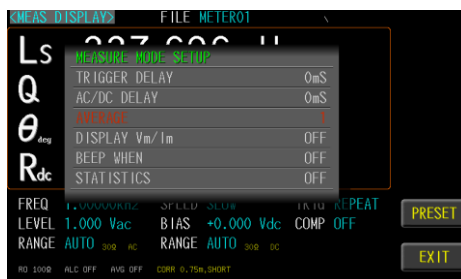 <MEAS DISPLAY> FILE METER01
Ls
MEASURE MODE SETUP
TRIGGER DELAY 0mS
Q
AC/DC DELAY 0mS
AVERAGE 1
θdeg
DISPLAY Vm/Im OFF
BEEP WHEN OFF
Rdc
STATISTICS OFF
FREQ 1.00000kHz SPEED SLOW TRIG REPEAT
LEVEL 1.000 Vac BIAS +0.000 Vdc COMP OFF
PRESET
RANGE AUTO 30Ω AC RANGE AUTO 30Ω DC
EXIT
RO 100Ω ALC OFF AVG OFF CORR 0.75m,SHORT